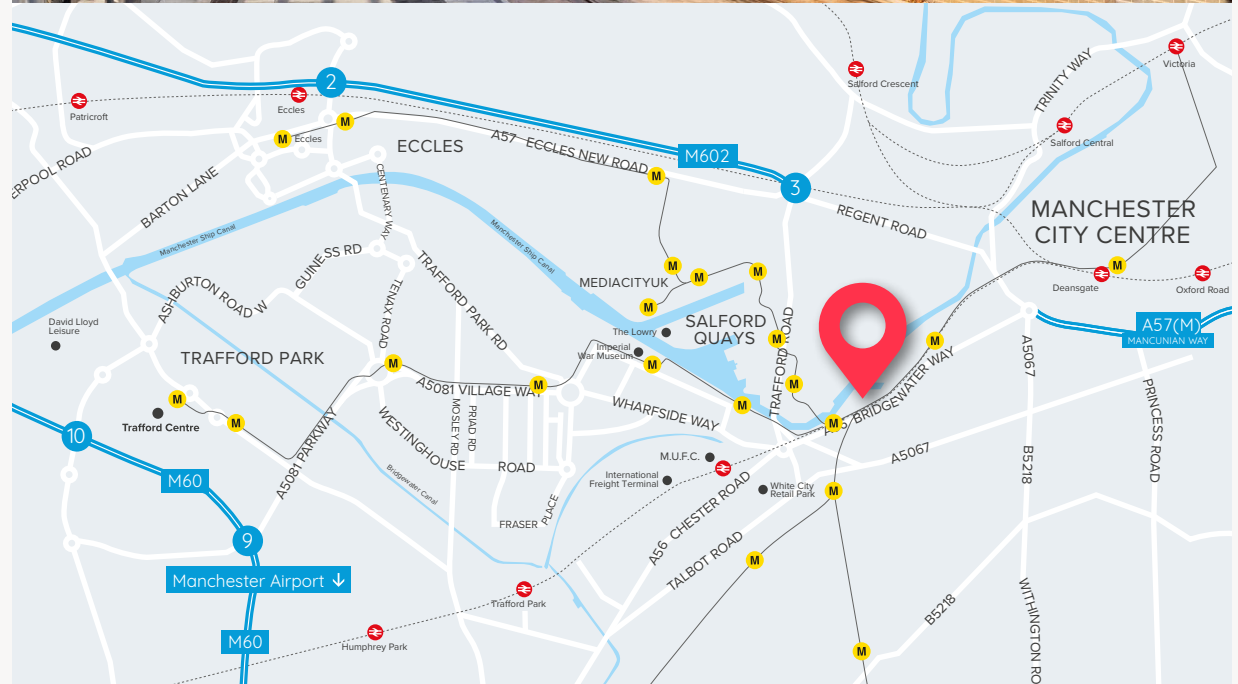 Victoria
TRINITY WAY
2
Salford Crescent
Eccles
Patricroft
M
Salford Central
M
Eccles
ECCLES
A57 ECCLES NEW ROAD
M602
ERPOOL ROAD
BARTON LANE
CENTENARY WAY
M
3
REGENT ROAD
MANCHESTER
CITY CENTRE
Manchester Ship Canal
Manchester Ship Canal
GUINESS RD
TRAFFORD PARK RD
M
M
M
M
MEDIACITYUK
Deansgate
Oxford Road
ASHBURTON ROAD W
TENAX ROAD
M
A57(M)
MANCUNIAN WAY
David Lloyd
Leisure
SALFORD
QUAYS
The Lowry
Imperial
War Museum
TRAFFORD ROAD
M
M
TRAFFORD PARK
M
M
A5067
M
A5081 VILLAGE WAY
M
BRIDGEWATER WAY
PRINCESS ROAD
M
Trafford Centre
M
MOSLEY RD
PRIAD RD
WHARFSIDE WAY
M
M
10
A5081 PARKWAY
WESTINGHOUSE
ROAD
M.U.F.C.
A5067
B5218
M60
Bridgewater Canal
International
Freight Terminal
White City
Retail Park
M
FRASER
PLACE
A56 CHESTER ROAD
9
TALBOT ROAD
M
Manchester Airport ↓
Trafford Park
B5218
WITHINGTON RO
M60
Humphrey Park
M